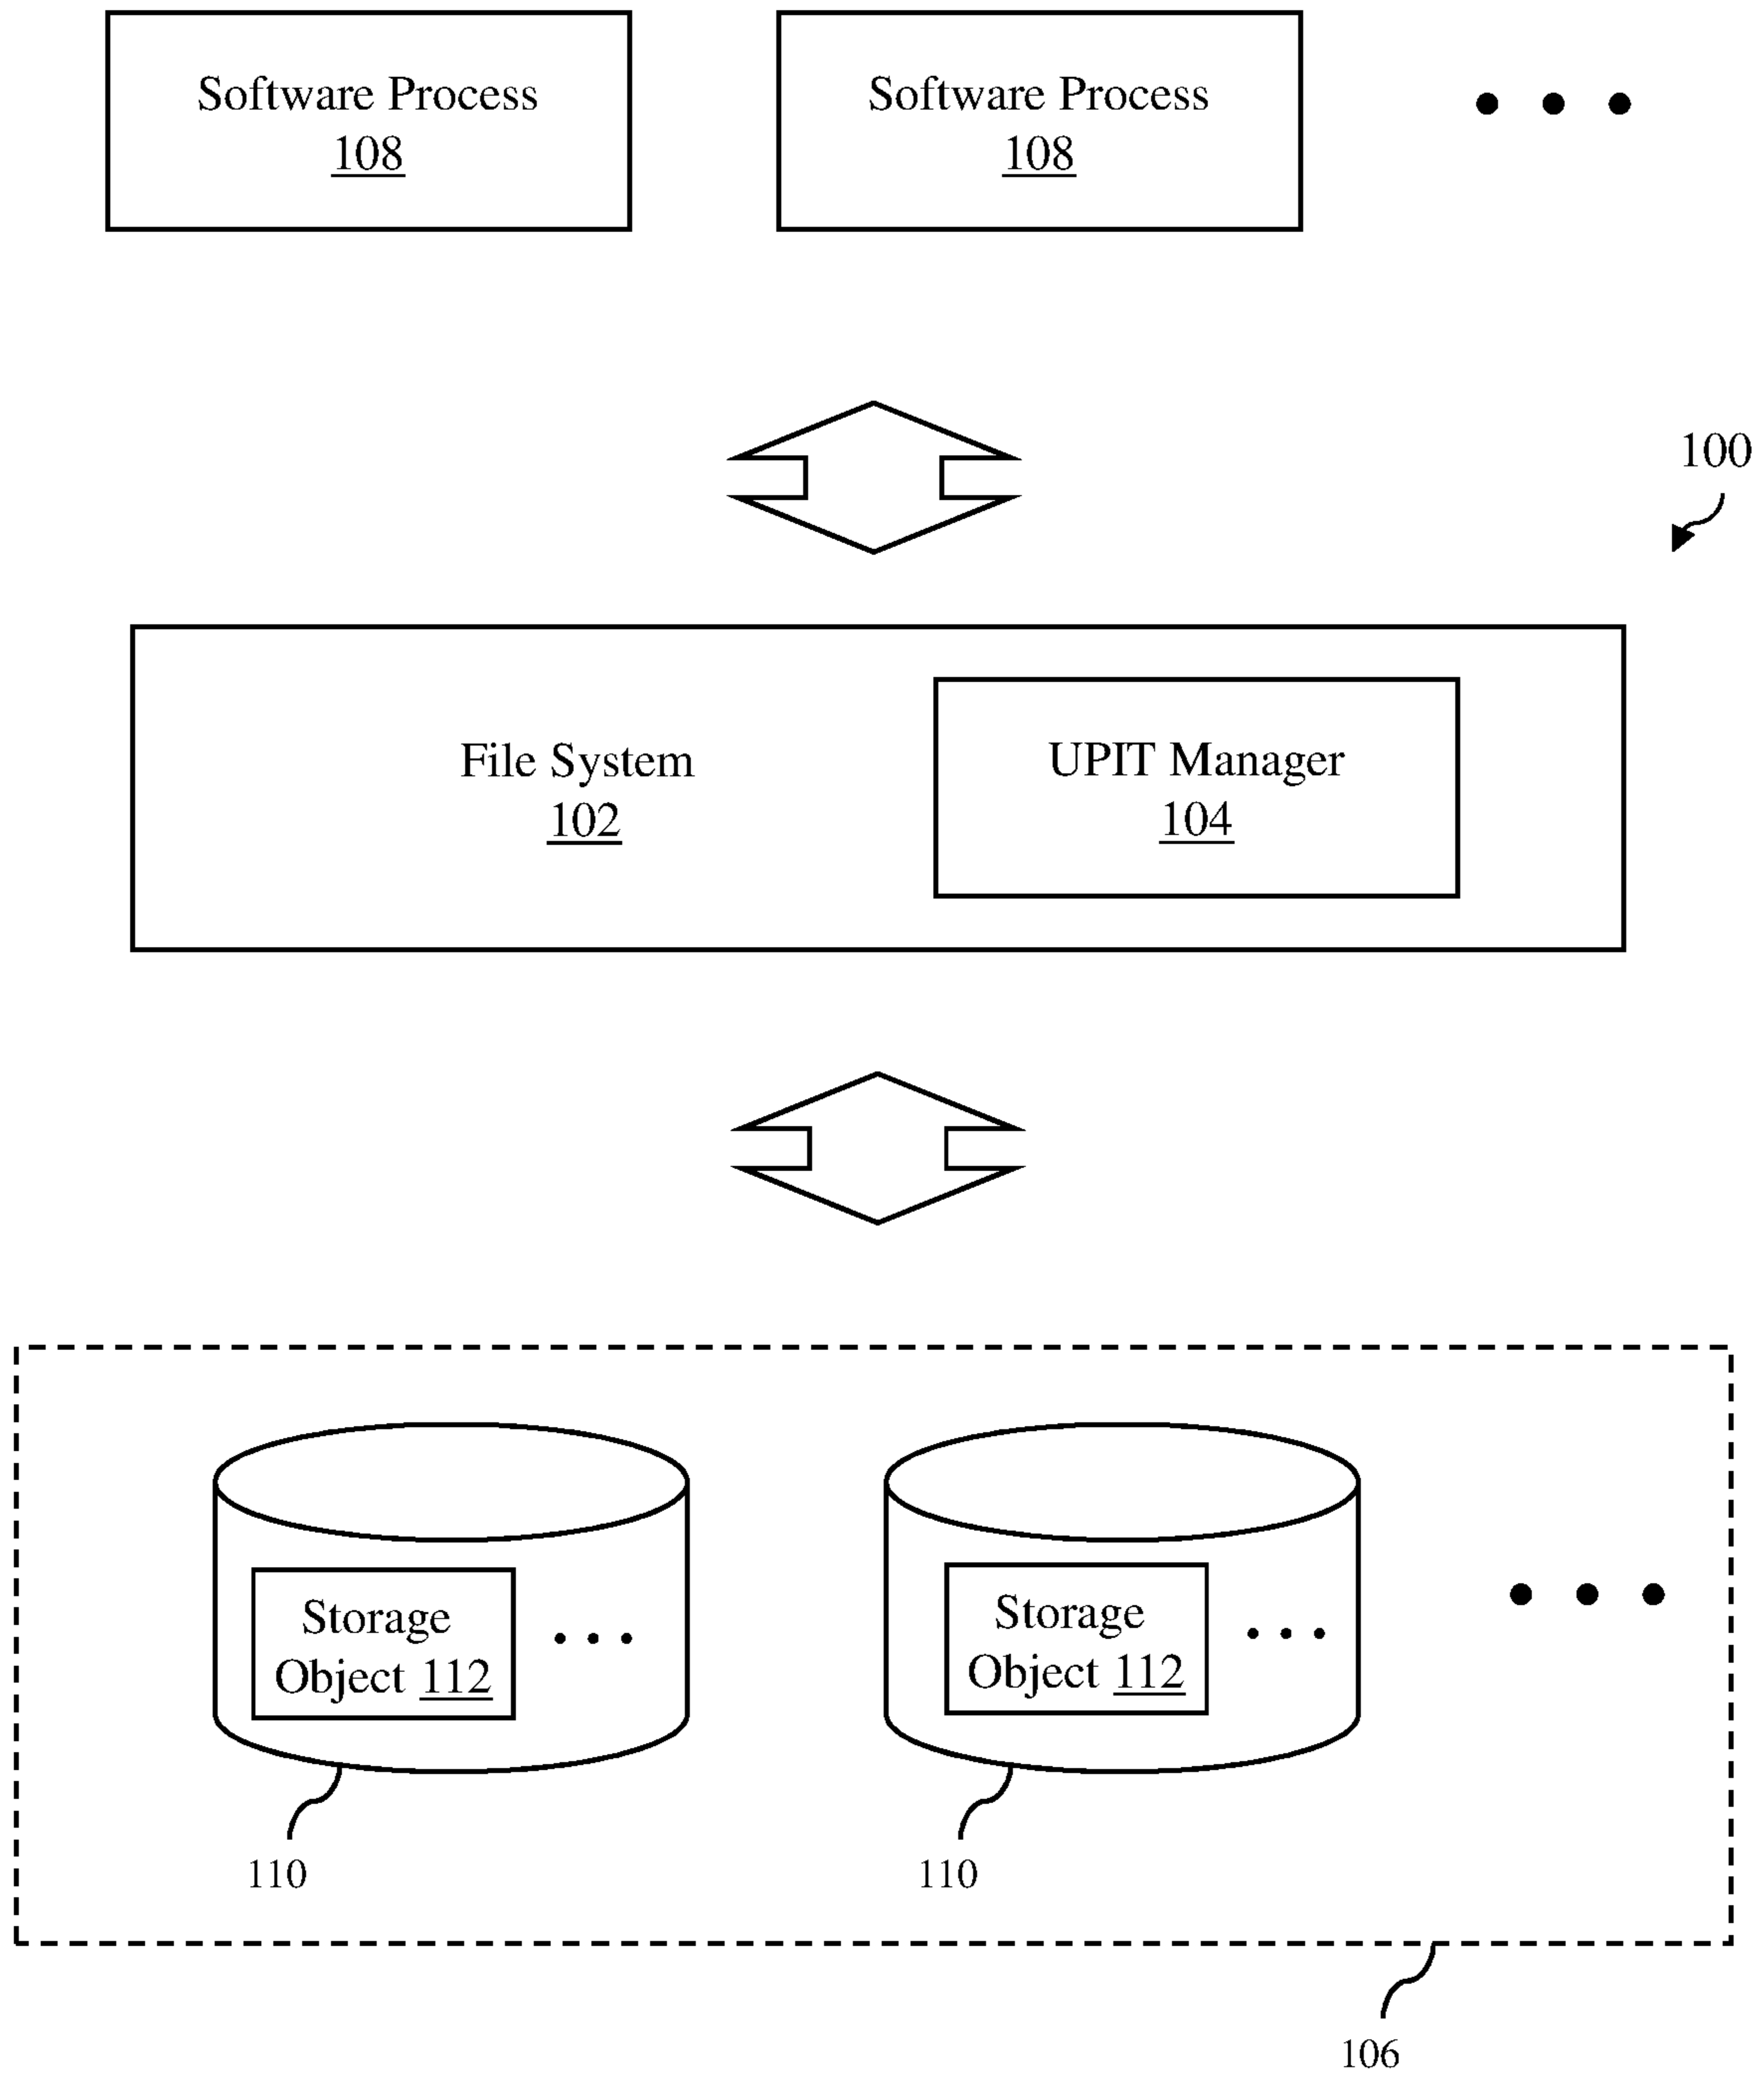 Software Process
108
Software Process
108
100
File System
102
UPIT Manager
104
Storage
Object 112
Storage
Object 112
110
110
106